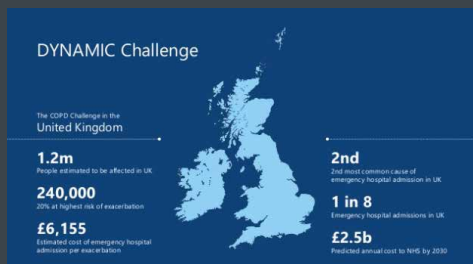 DYNAMIC Challenge
The COPD Challenge in the
United Kingdom
1.2m
People estimated to be affected in UK
240,000
20% at highest risk of exacerbation
£6,155
Estimated cost of emergency hospital
admission per exacerbation
2nd
2nd most common cause of
emergency hospital admission in UK
1 in 8
Emergency hospital admissions in UK
£2.5b
Predicted annual cost to NHS by 2030